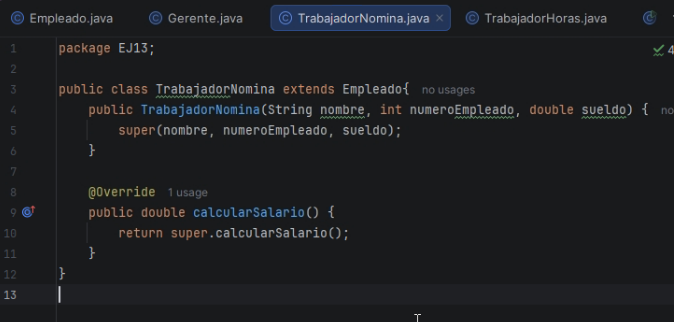 Empleado.java Gerente.java TrabajadorNomina.java × TrabajadorHoras.java
1 package EJ13; 4
2
3 public class TrabajadorNomina extends Empleado{ no usages
4 public TrabajadorNomina(String nombre, int numeroEmpleado, double sueldo) { no
5 super(nombre, numeroEmpleado, sueldo);
6 }
7
8 @Override 1 usage
9 public double calcularSalario() {
10 return super.calcularSalario();
11 }
12 }
13